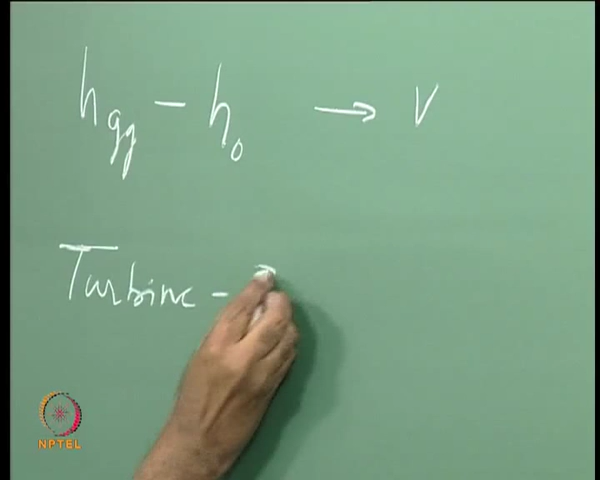 h_gg - h_0 → V
Turbine -
NPTEL